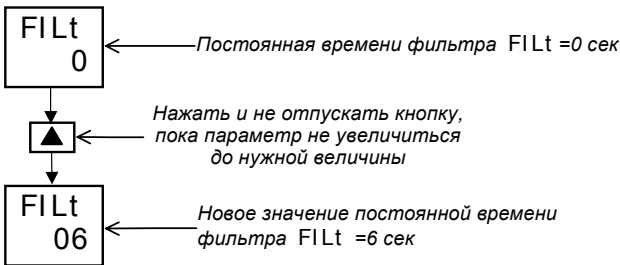 FILt
0
Постоянная времени фильтра FILt =0 сек
Нажать и не отпускать кнопку,
пока параметр не увеличиться
до нужной величины
FILt
06
Новое значение постоянной времени
фильтра FILt =6 сек